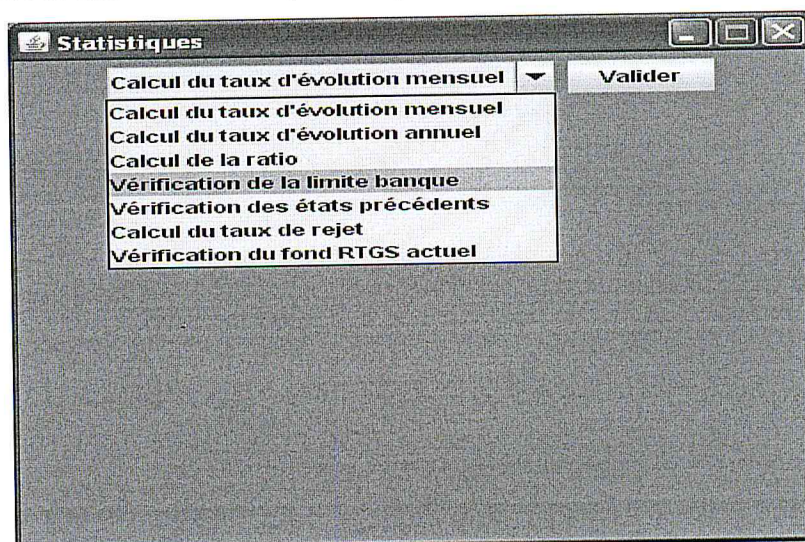 Statistiques
Calcul du taux d'évolution mensuel Valider
Calcul du taux d'évolution mensuel
Calcul du taux d'évolution annuel
Calcul de la ratio
Vérification de la limite banque
Vérification des états précédents
Calcul du taux de rejet
Vérification du fond RTGS actuel